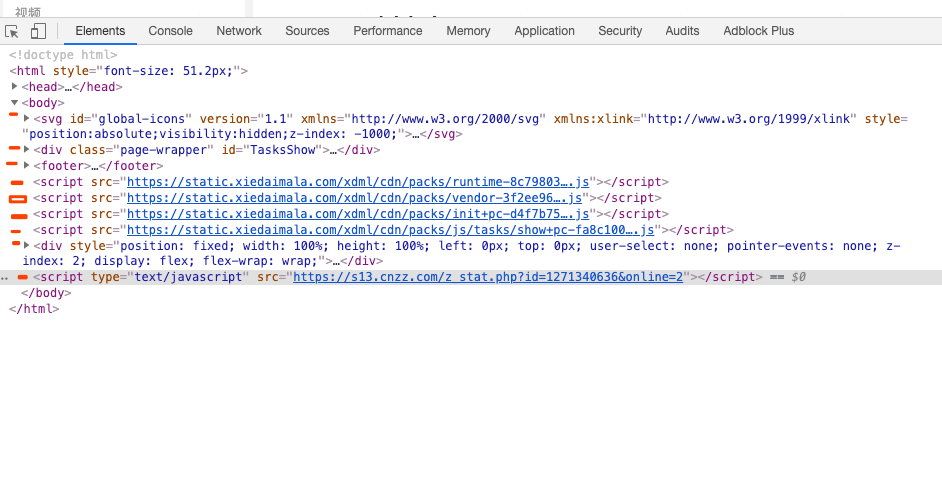 视频
Elements Console Network Sources Performance Memory Application Security Audits Adblock Plus
<!doctype html>
<html style="font-size: 51.2px;">
<head>…</head>
<body>
<svg id="global-icons" version="1.1" xmlns="http://www.w3.org/2000/svg" xmlns:xlink="http://www.w3.org/1999/xlink" style=
"position:absolute;visibility:hidden;z-index: -1000;">…</svg>
<div class="page-wrapper" id="TasksShow">…</div>
<footer>…</footer>
<script src="https://static.xiedaimala.com/xdml/cdn/packs/runtime-8c79803….js"></script>
<script src="https://static.xiedaimala.com/xdml/cdn/packs/vendor-3f2ee96….js"></script>
<script src="https://static.xiedaimala.com/xdml/cdn/packs/init+pc-d4f7b75….js"></script>
<script src="https://static.xiedaimala.com/xdml/cdn/packs/js/tasks/show+pc-fa8c100….js"></script>
<div style="position: fixed; width: 100%; height: 100%; left: 0px; top: 0px; user-select: none; pointer-events: none; z-
index: 2; display: flex; flex-wrap: wrap;">…</div>
<script type="text/javascript" src="https://s13.cnzz.com/z_stat.php?id=1271340636&online=2"></script> == $0
</body>
</html>